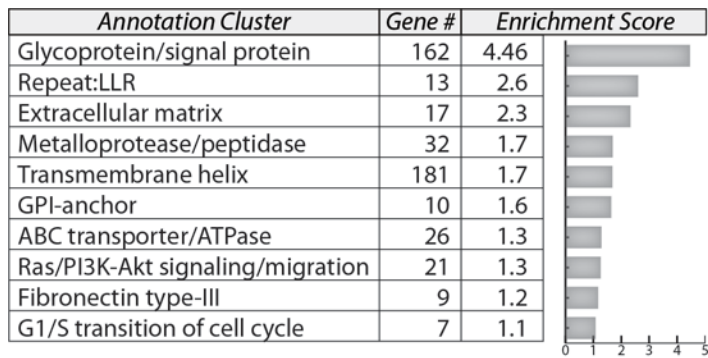 Annotation Cluster Gene # Enrichment Score
Glycoprotein/signal protein 162 4.46
Repeat:LLR 13 2.6
Extracellular matrix 17 2.3
Metalloprotease/peptidase 32 1.7
Transmembrane helix 181 1.7
GPI-anchor 10 1.6
ABC transporter/ATPase 26 1.3
Ras/PI3K-Akt signaling/migration 21 1.3
Fibronectin type-III 9 1.2
G1/S transition of cell cycle 7 1.1
0 1 2 3 4 5